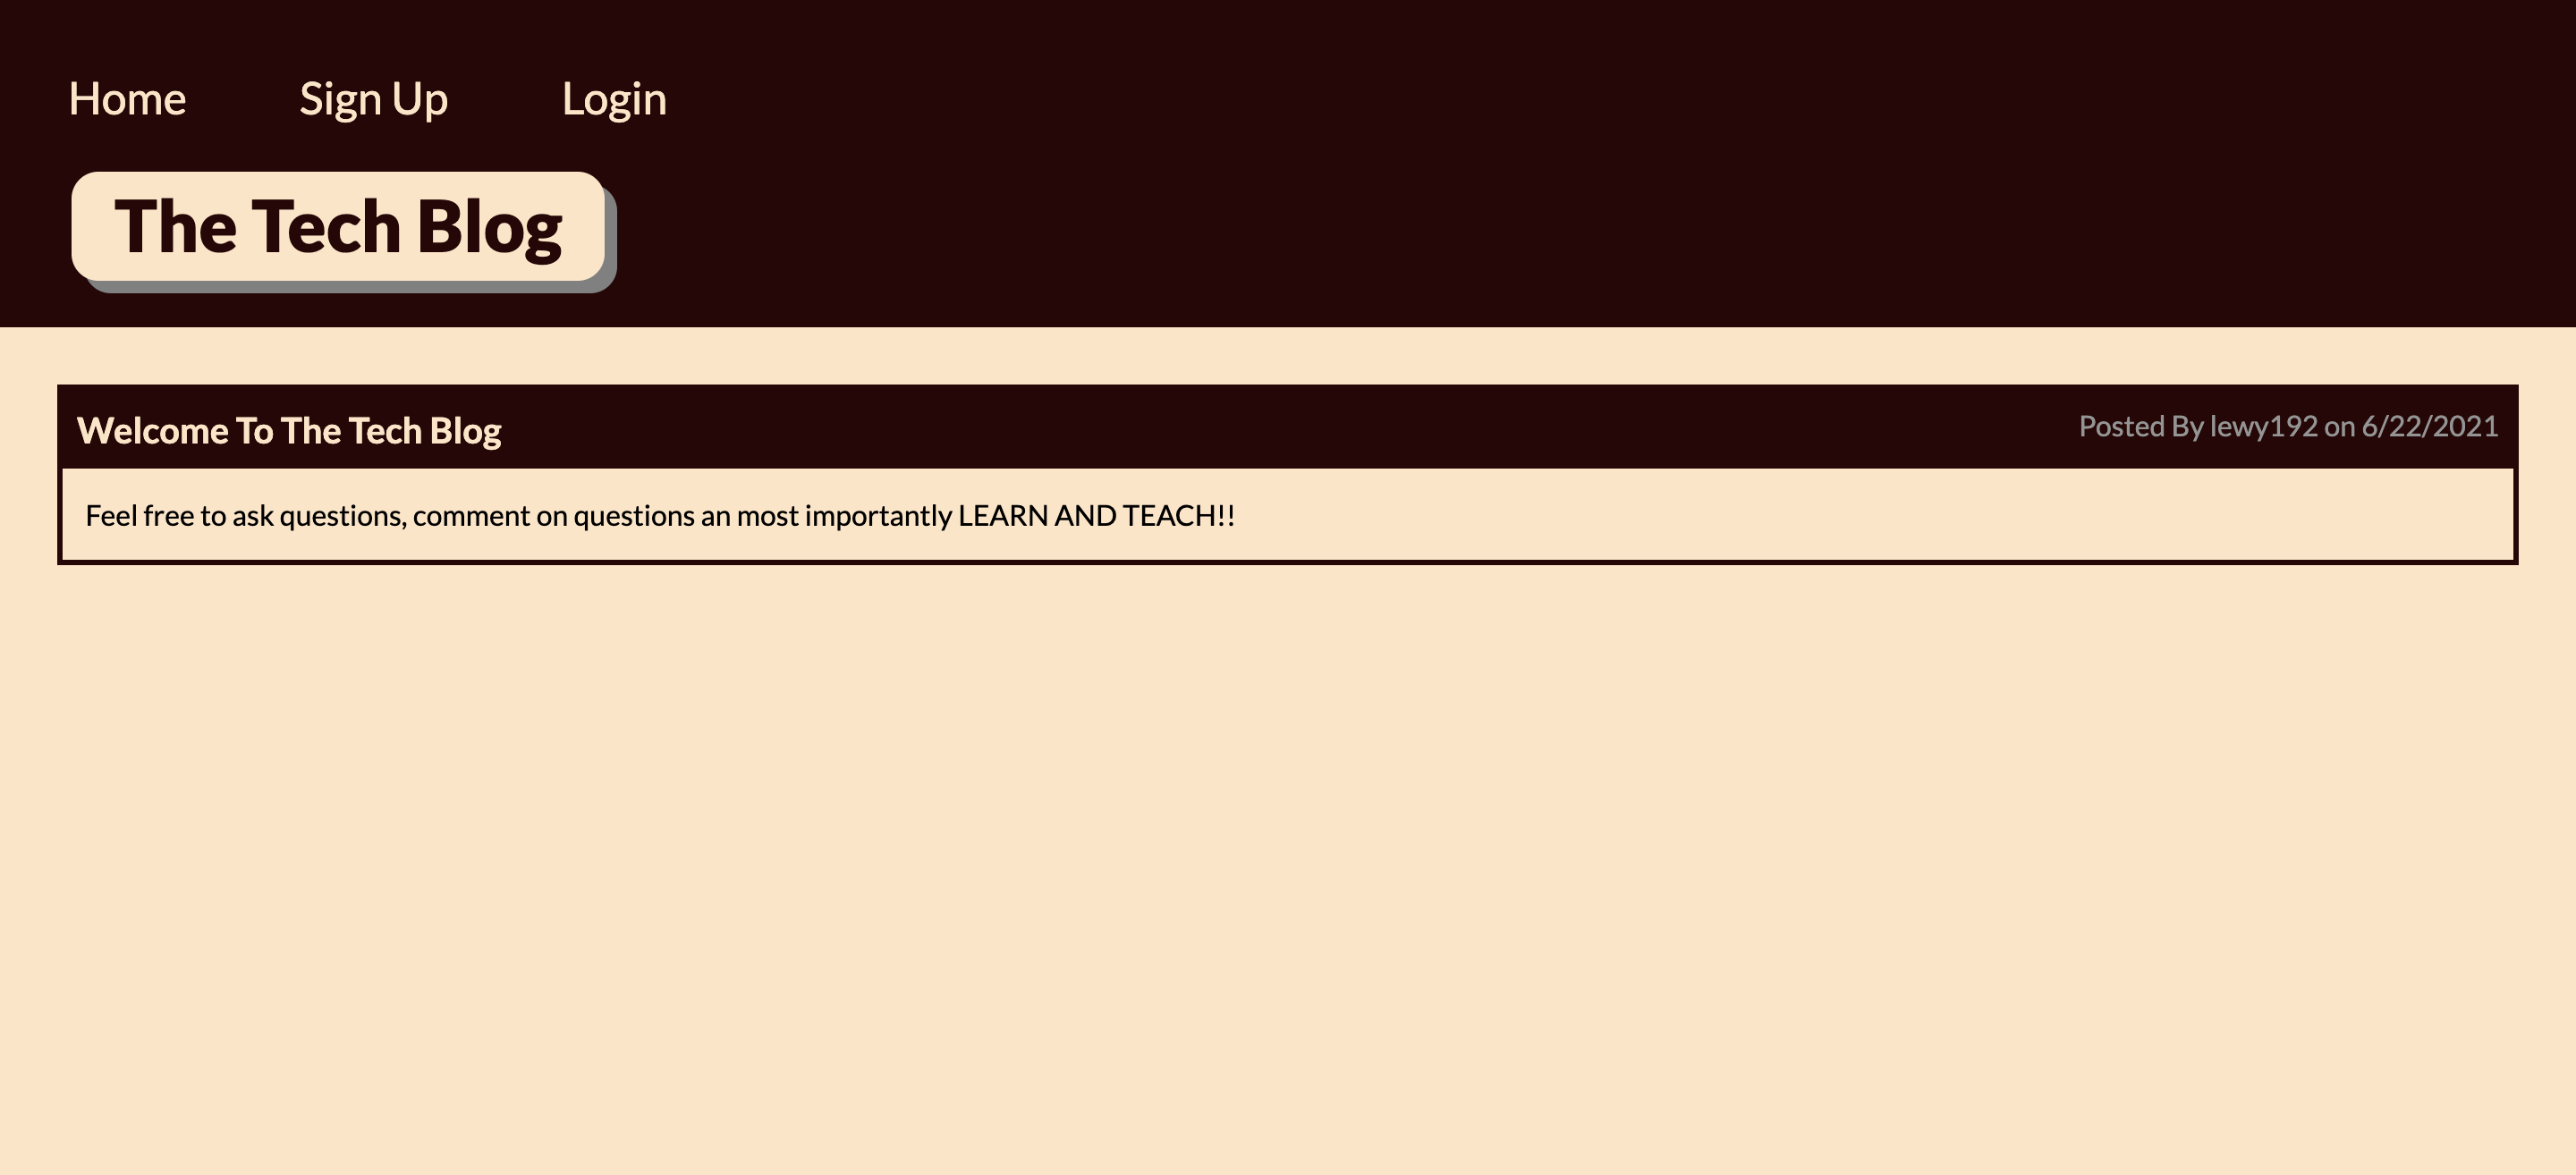 Home Sign Up Login
The Tech Blog
Welcome To The Tech Blog Posted By lewy192 on 6/22/2021
Feel free to ask questions, comment on questions an most importantly LEARN AND TEACH!!